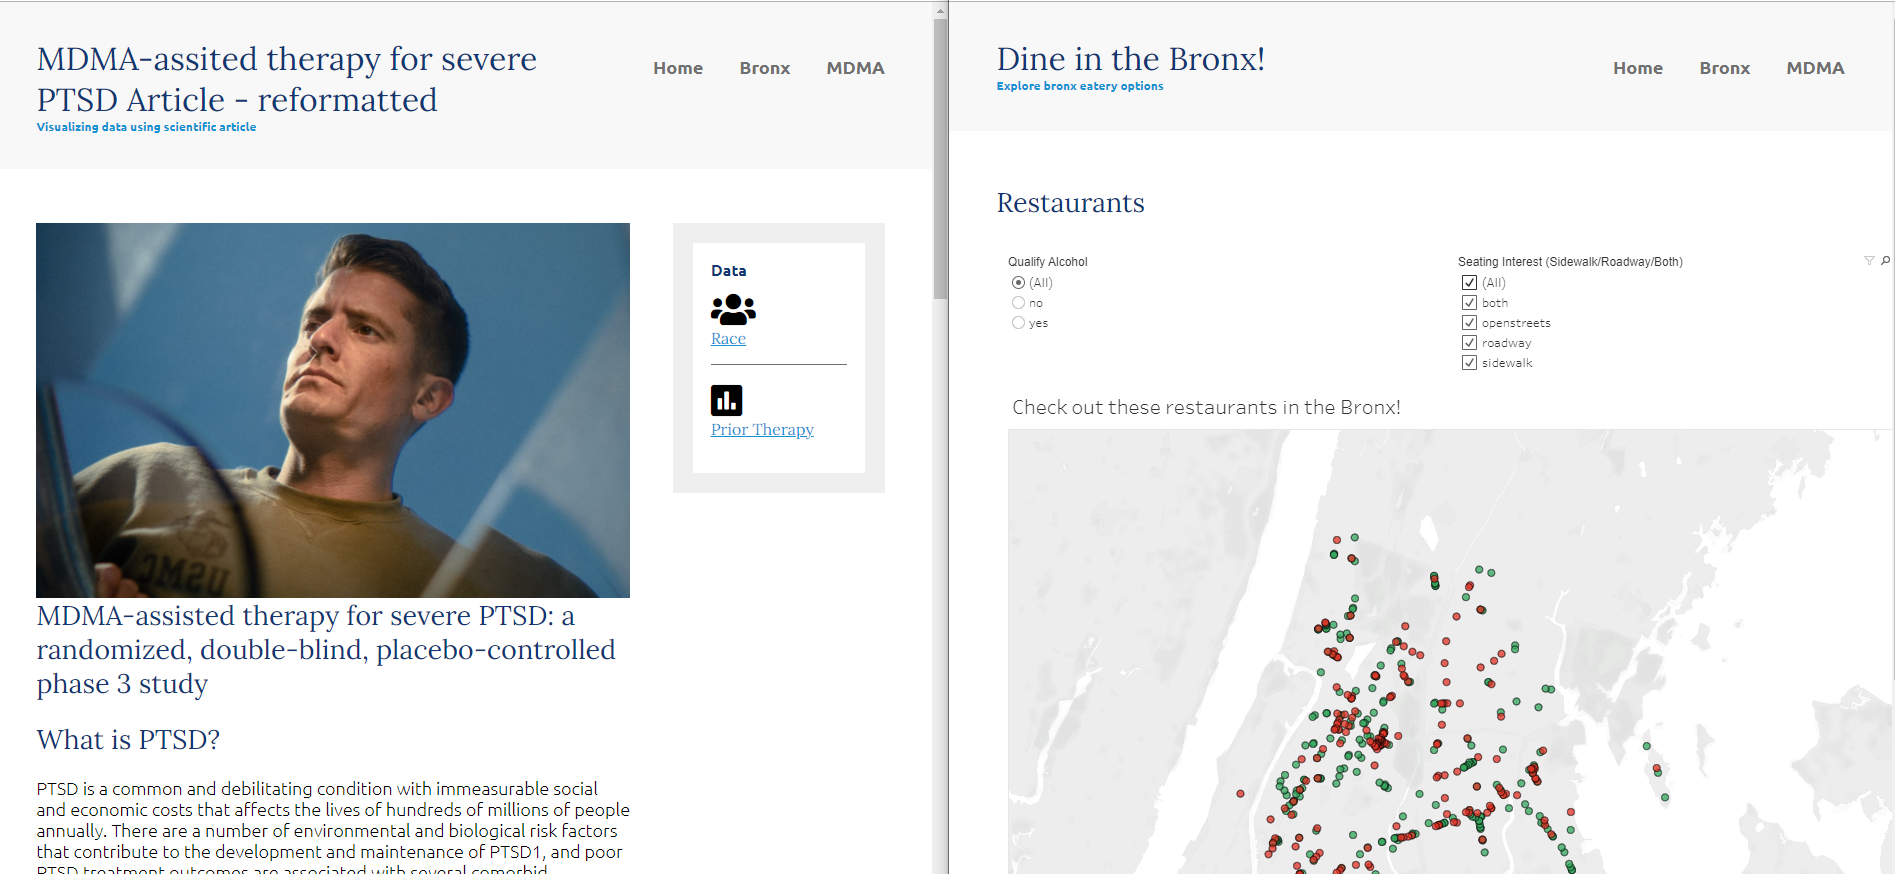 MDMA-assited therapy for severe
PTSD Article - reformatted
Visualizing data using scientific article
Home Bronx MDMA
Data
Race
Prior Therapy
USMC
MDMA-assisted therapy for severe PTSD: a
randomized, double-blind, placebo-controlled
phase 3 study
What is PTSD?
PTSD is a common and debilitating condition with immeasurable social
and economic costs that affects the lives of hundreds of millions of people
annually. There are a number of environmental and biological risk factors
that contribute to the development and maintenance of PTSD1, and poor
PTSD treatment outcomes are associated with several comorbid
Dine in the Bronx!
Explore bronx eatery options
Home Bronx MDMA
Restaurants
Qualify Alcohol
(All)
no
yes
Seating Interest (Sidewalk/Roadway/Both)
(All)
both
openstreets
roadway
sidewalk
Check out these restaurants in the Bronx!